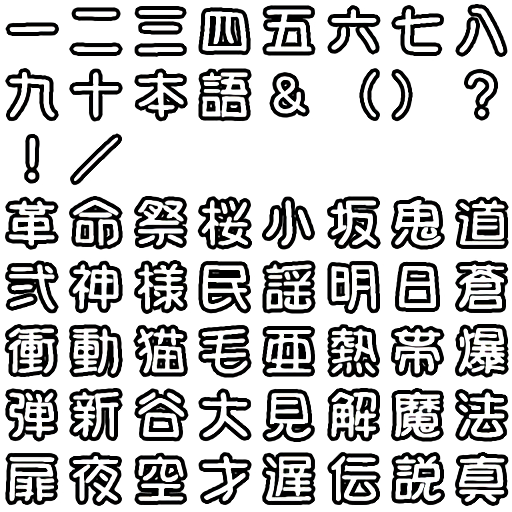 一二三四五六七八
九十本語＆（）？
！／
革命祭桜小坂鬼道
弐神様民謡明日蒼
衝動猫毛亜熱帯爆
弾新谷大見解魔法
扉夜空才遅伝説真